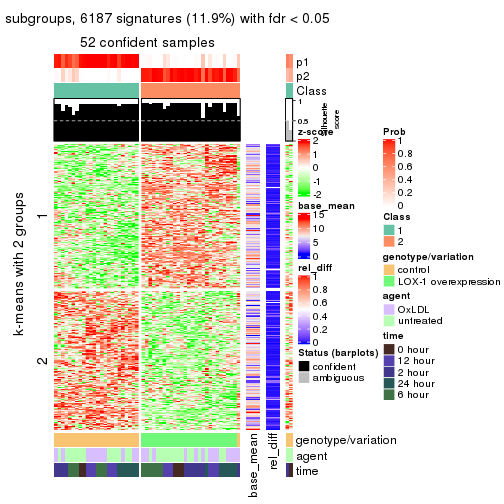 subgroups, 6187 signatures (11.9%) with fdr < 0.05
52 confident samples
p1
p2
Class
1
0.5
0
Silhouette
score
k-means with 2 groups
1
2
z-score
2
1
0
-1
-2
base_mean
15
10
5
0
rel_diff
1
0.8
0.6
0.4
0.2
0
Status (barplots)
confident
ambiguous
Prob
1
0.8
0.6
0.4
0.2
0
Class
1
2
genotype/variation
control
LOX-1 overexpression
agent
OxLDL
untreated
time
0 hour
12 hour
2 hour
24 hour
6 hour
genotype/variation
agent
time
base_mean
rel_diff